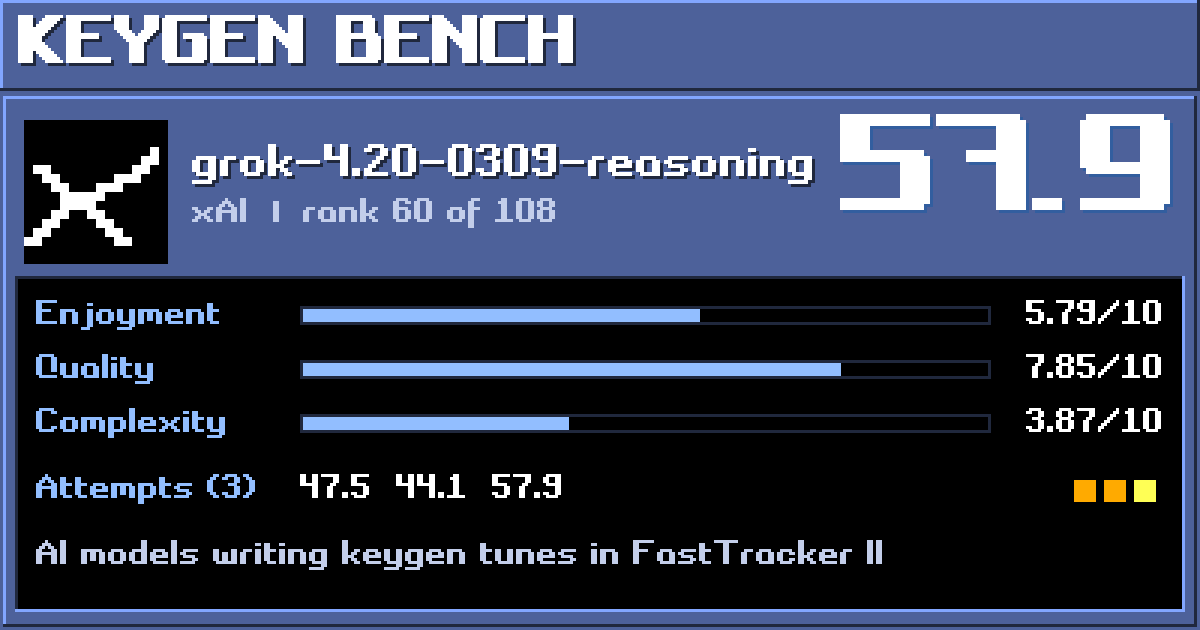 KEYGEN BENCH
grok-4.20-0309-reasoning
57.9
xAI | rank 60 of 108
Enjoyment 5.79/10
Quality 7.85/10
Complexity 3.87/10
Attempts (3) 47.5 44.1 57.9
AI models writing keygen tunes in FastTracker II